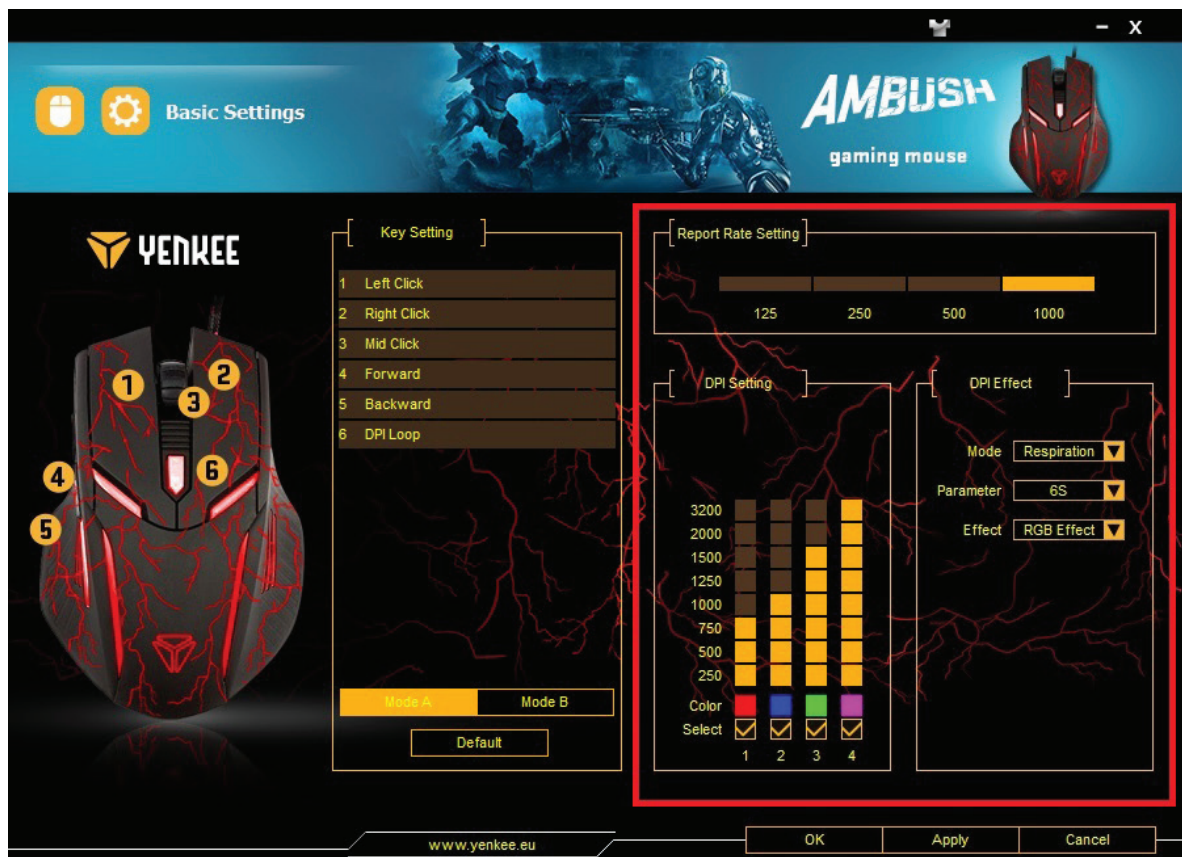 X
Basic Settings
AMBUSH
gaming mouse
YENKEE
1
2
3
4
5
6
Key Setting
1 Left Click
2 Right Click
3 Mid Click
4 Forward
5 Backward
6 DPI Loop
Mode A Mode B
Default
Report Rate Setting
125 250 500 1000
DPI Setting
3200
2000
1500
1250
1000
750
500
250
Color
Select
1 2 3 4
DPI Effect
Mode Respiration
Parameter 6S
Effect RGB Effect
www.yenkee.eu
OK Apply Cancel